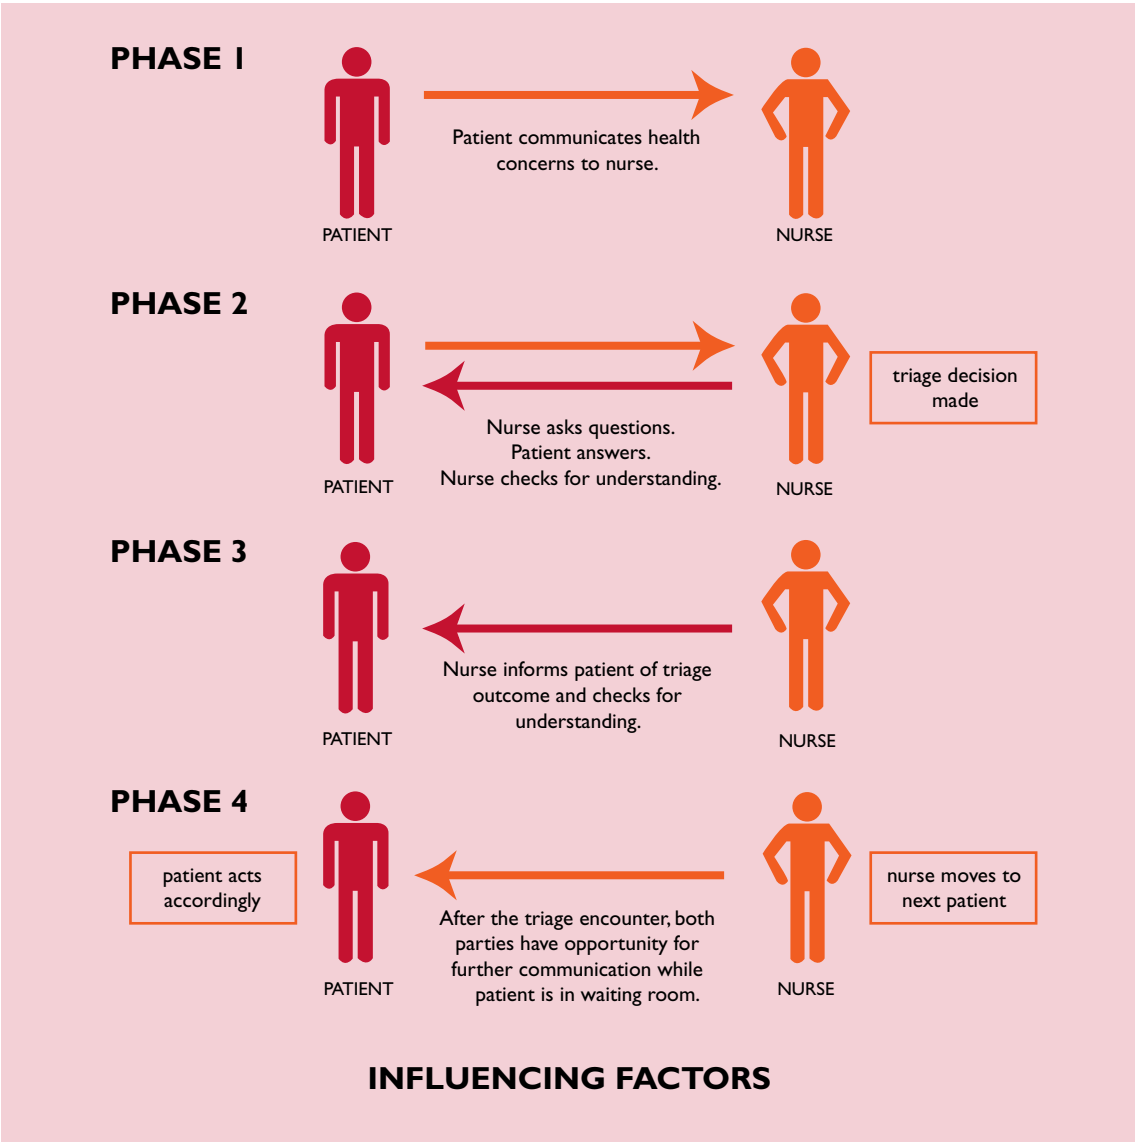 PHASE 1
Patient communicates health
concerns to nurse.
PATIENT
NURSE
PHASE 2
triage decision
made
Nurse asks questions.
Patient answers.
Nurse checks for understanding.
PATIENT
NURSE
PHASE 3
Nurse informs patient of triage
outcome and checks for
understanding.
PATIENT
NURSE
PHASE 4
patient acts
accordingly
nurse moves to
next patient
After the triage encounter, both
parties have opportunity for
further communication while
patient is in waiting room.
PATIENT
NURSE
INFLUENCING FACTORS